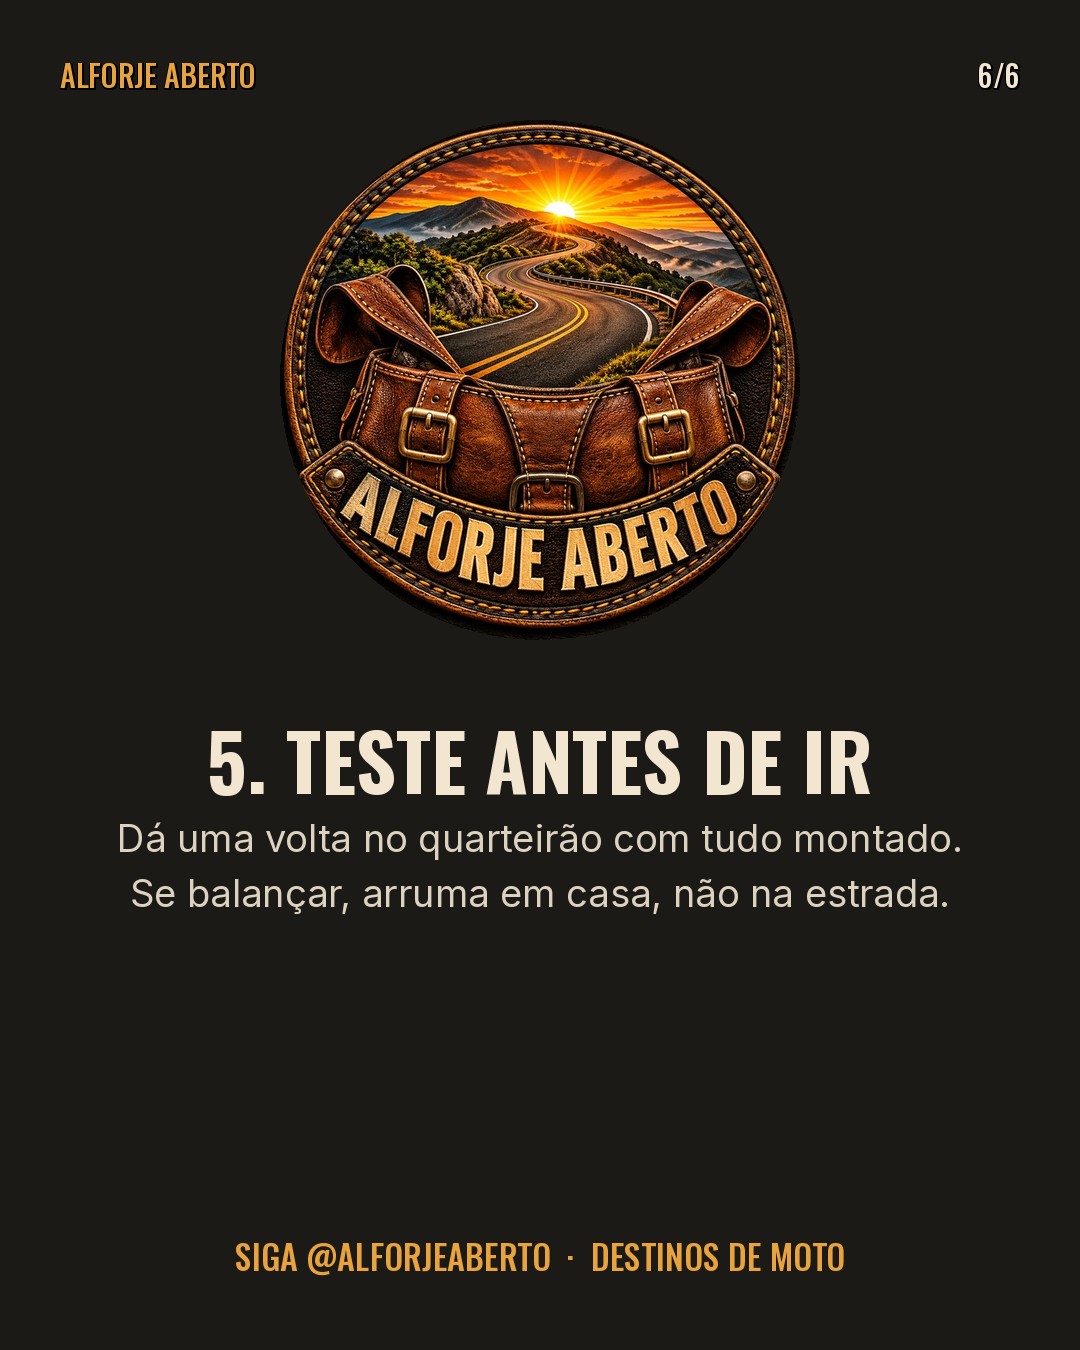 ALFORJE ABERTO
6/6
ALFORJE ABERTO
5. TESTE ANTES DE IR
Dá uma volta no quarteirão com tudo montado.
Se balançar, arruma em casa, não na estrada.
SIGA @ALFORJEABERTO · DESTINOS DE MOTO